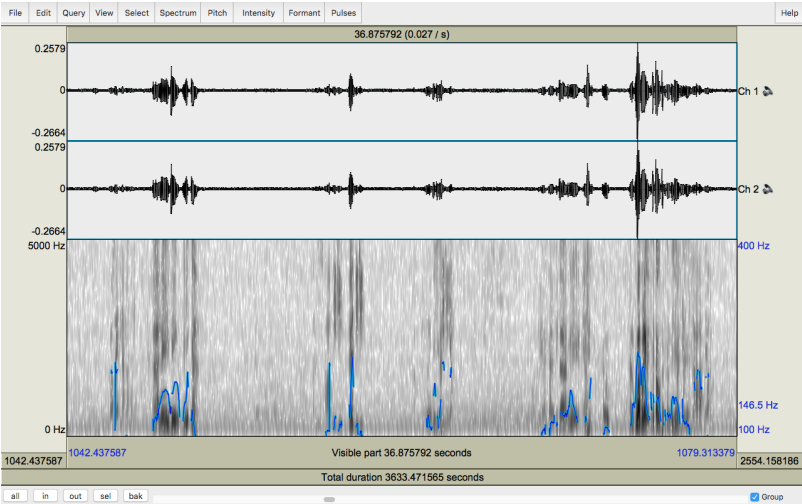 File Edit Query View Select Spectrum Pitch Intensity Formant Pulses Help
36.875792 (0.027 / s)
0.2579
0
-0.2664
Ch 1
0.2579
0
-0.2664
Ch 2
5000 Hz
400 Hz
146.5 Hz
0 Hz
100 Hz
1042.437587
1042.437587 Visible part 36.875792 seconds 1079.313379
2554.158186
Total duration 3633.471565 seconds
all in out sel bak Group